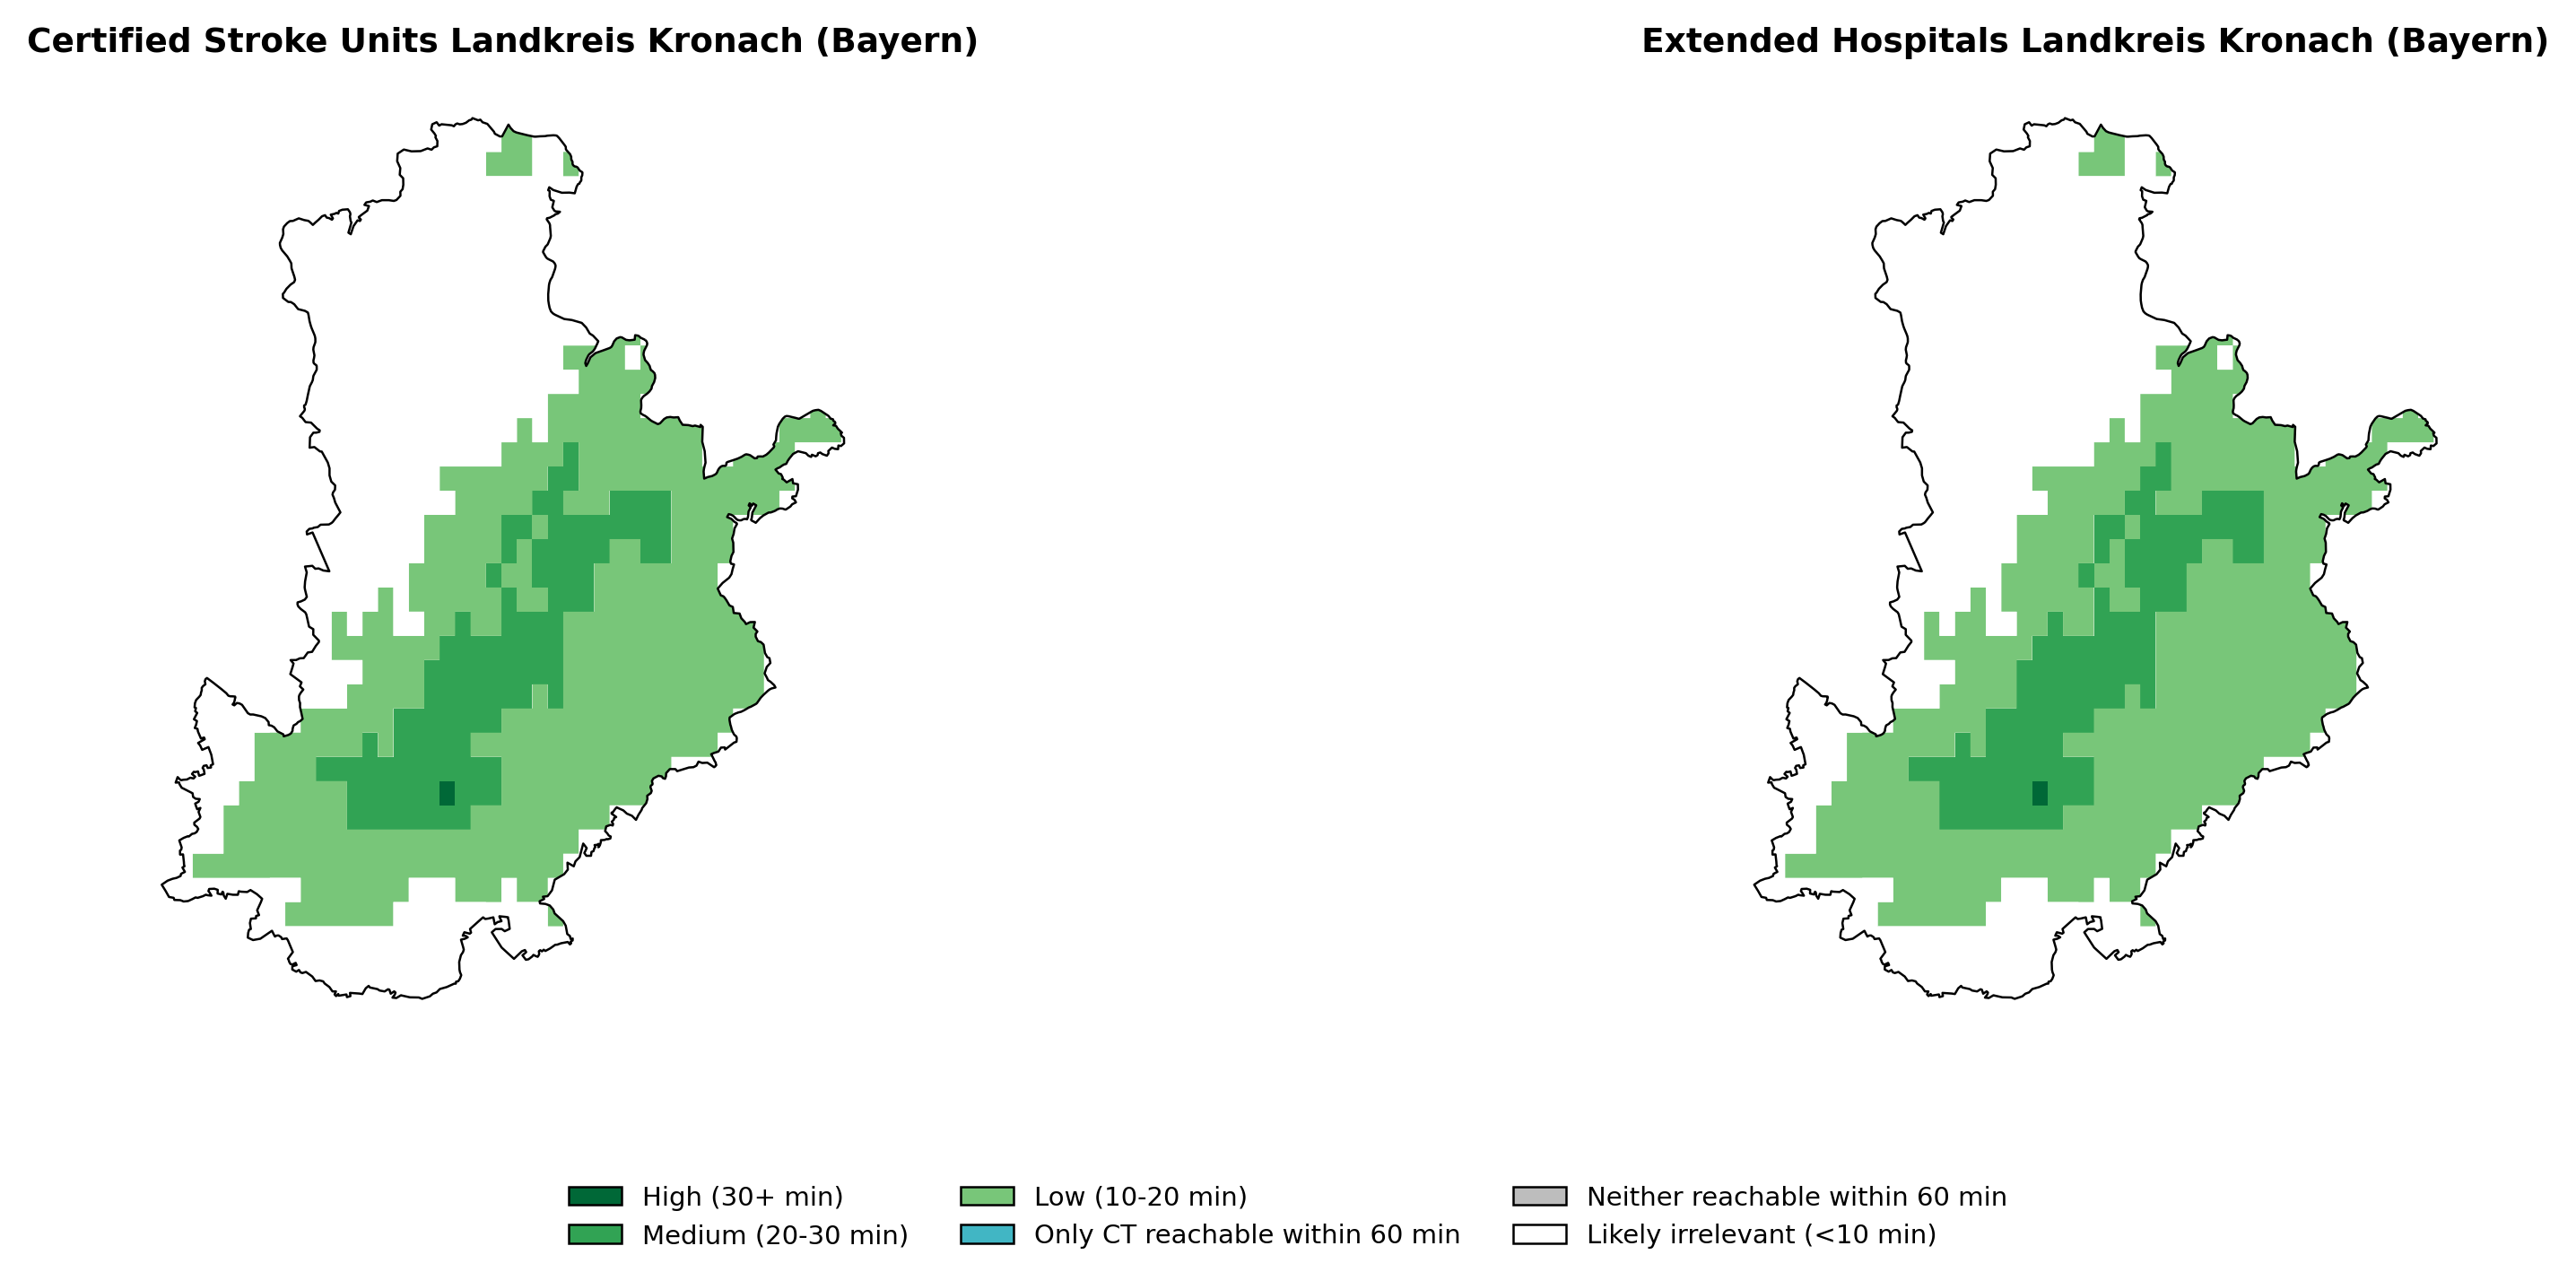 Certified Stroke Units Landkreis Kronach (Bayern)
Extended Hospitals Landkreis Kronach (Bayern)
High (30+ min)
Medium (20-30 min)
Low (10-20 min)
Only CT reachable within 60 min
Neither reachable within 60 min
Likely irrelevant (<10 min)